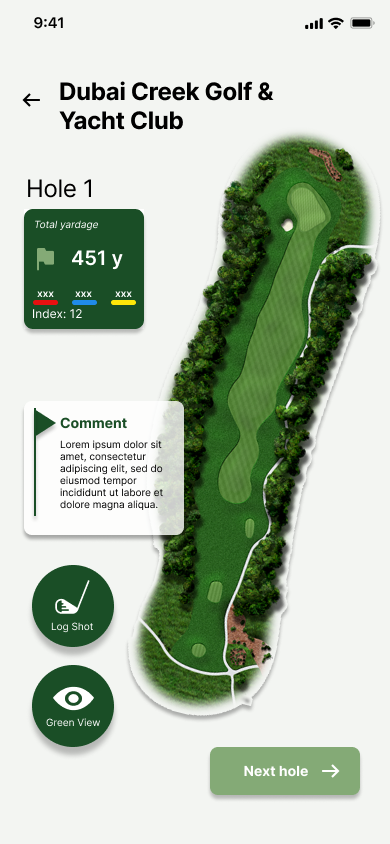 9:41
Dubai Creek Golf &
Yacht Club
Hole 1
Total yardage
451 y
xxx xxx xxx
Index: 12
Comment
Lorem ipsum dolor sit
amet, consectetur
adipiscing elit, sed do
eiusmod tempor
incididunt ut labore et
dolore magna aliqua.
Log Shot
Green View
Next hole